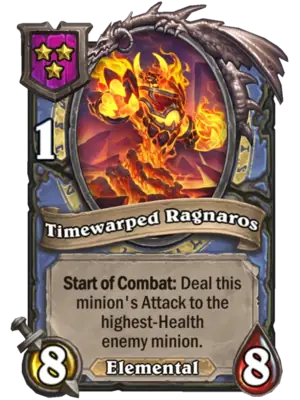 1
Timewarped Ragnaros
Start of Combat: Deal this
minion's Attack to the
highest-Health
enemy minion.
8
Elemental
8